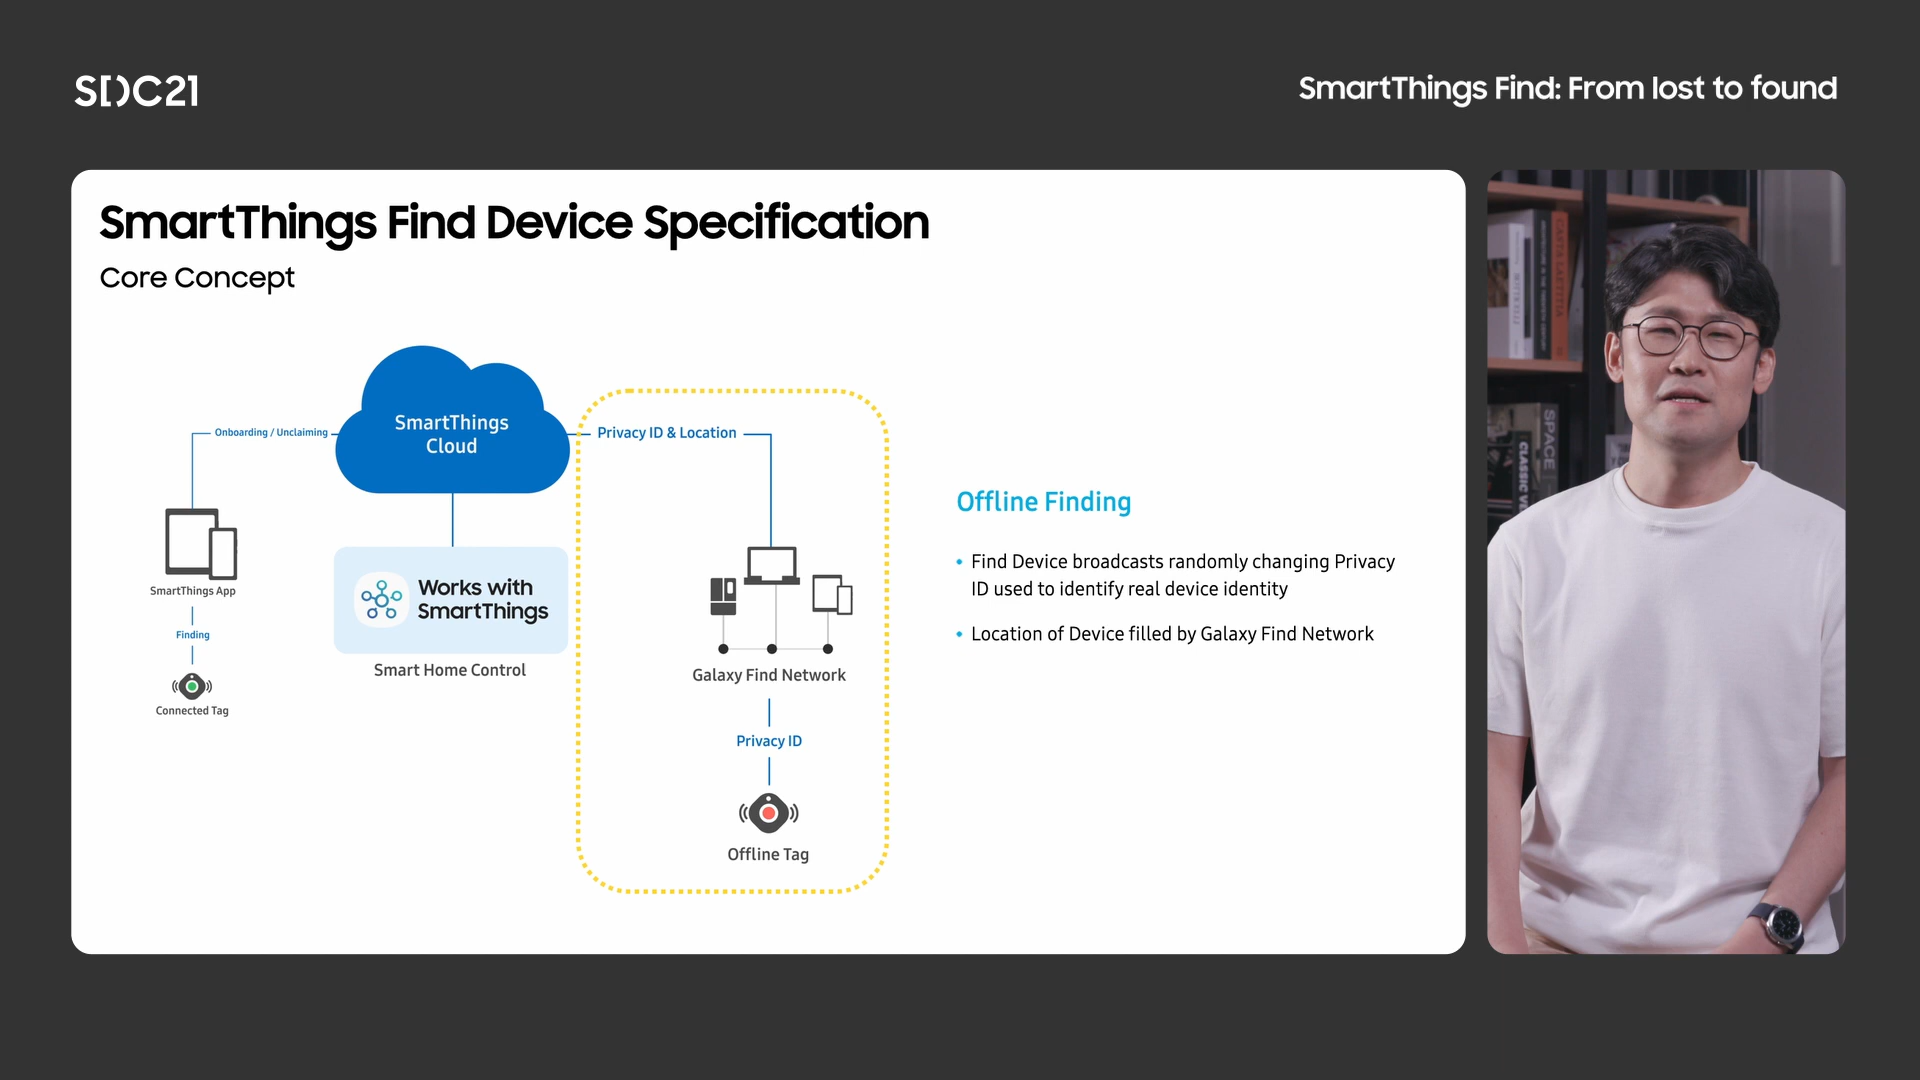 SDC21
SmartThings Find: From lost to found
SmartThings Find Device Specification
Core Concept
SmartThings
Cloud
Onboarding / Unclaiming
Privacy ID & Location
SmartThings App
Finding
Connected Tag
Works with
SmartThings
Smart Home Control
Galaxy Find Network
Privacy ID
Offline Tag
Offline Finding
• Find Device broadcasts randomly changing Privacy
ID used to identify real device identity
• Location of Device filled by Galaxy Find Network
SPACE